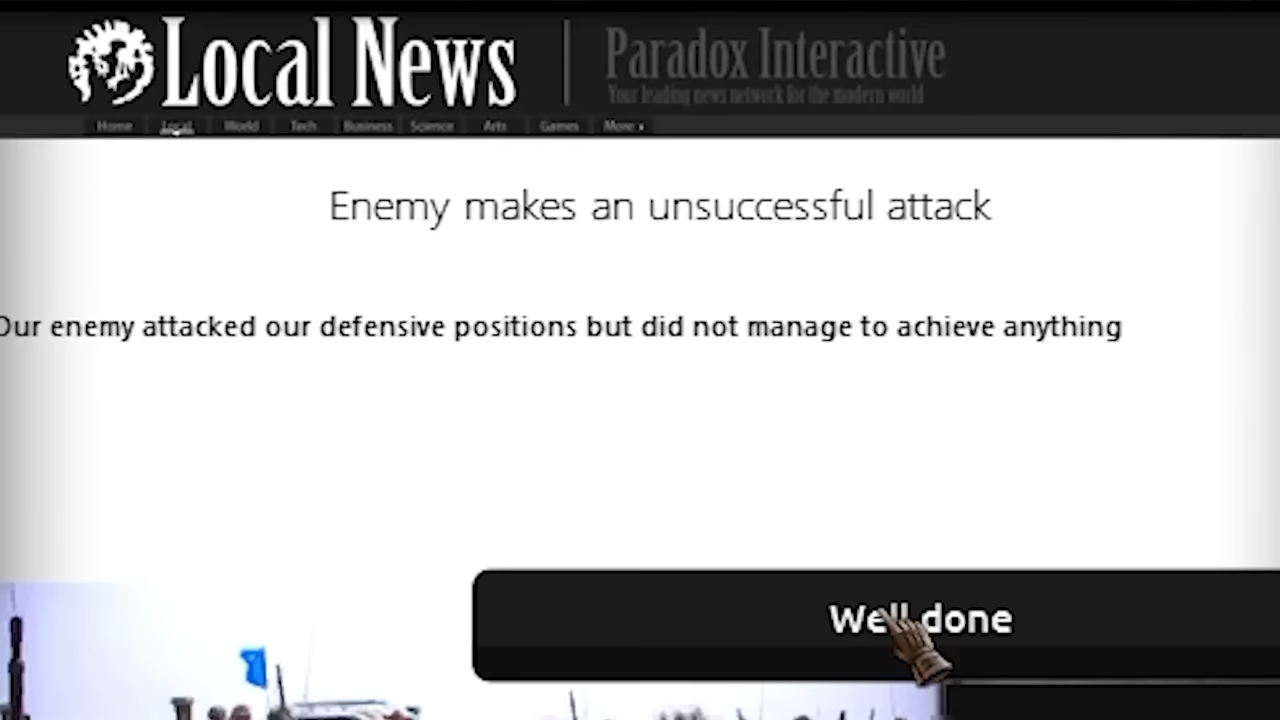 Local News
Paradox Interactive
Your leading news network for the modern world
Home Local World Tech Business Science Arts Games More
Enemy makes an unsuccessful attack
Our enemy attacked our defensive positions but did not manage to achieve anything
Well done